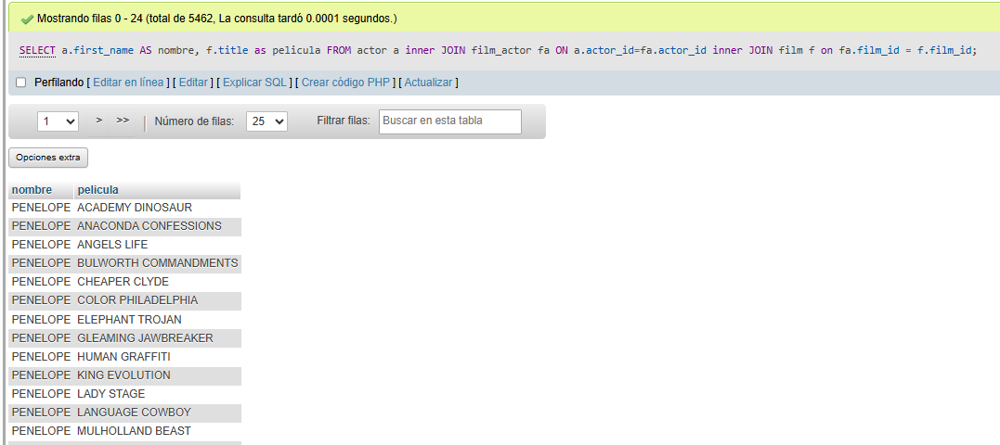 Mostrando filas 0 - 24 (total de 5462, La consulta tardó 0.0001 segundos.)
SELECT a.first_name AS nombre, f.title as pelicula FROM actor a inner JOIN film_actor fa ON a.actor_id=fa.actor_id inner JOIN film f on fa.film_id = f.film_id;
Perfilando [ Editar en línea ] [ Editar ] [ Explicar SQL ] [ Crear código PHP ] [ Actualizar ]
1 > >> | Número de filas: 25 Filtrar filas: Buscar en esta tabla
Opciones extra
nombre pelicula
PENELOPE ACADEMY DINOSAUR
PENELOPE ANACONDA CONFESSIONS
PENELOPE ANGELS LIFE
PENELOPE BULWORTH COMMANDMENTS
PENELOPE CHEAPER CLYDE
PENELOPE COLOR PHILADELPHIA
PENELOPE ELEPHANT TROJAN
PENELOPE GLEAMING JAWBREAKER
PENELOPE HUMAN GRAFFITI
PENELOPE KING EVOLUTION
PENELOPE LADY STAGE
PENELOPE LANGUAGE COWBOY
PENELOPE MULHOLLAND BEAST